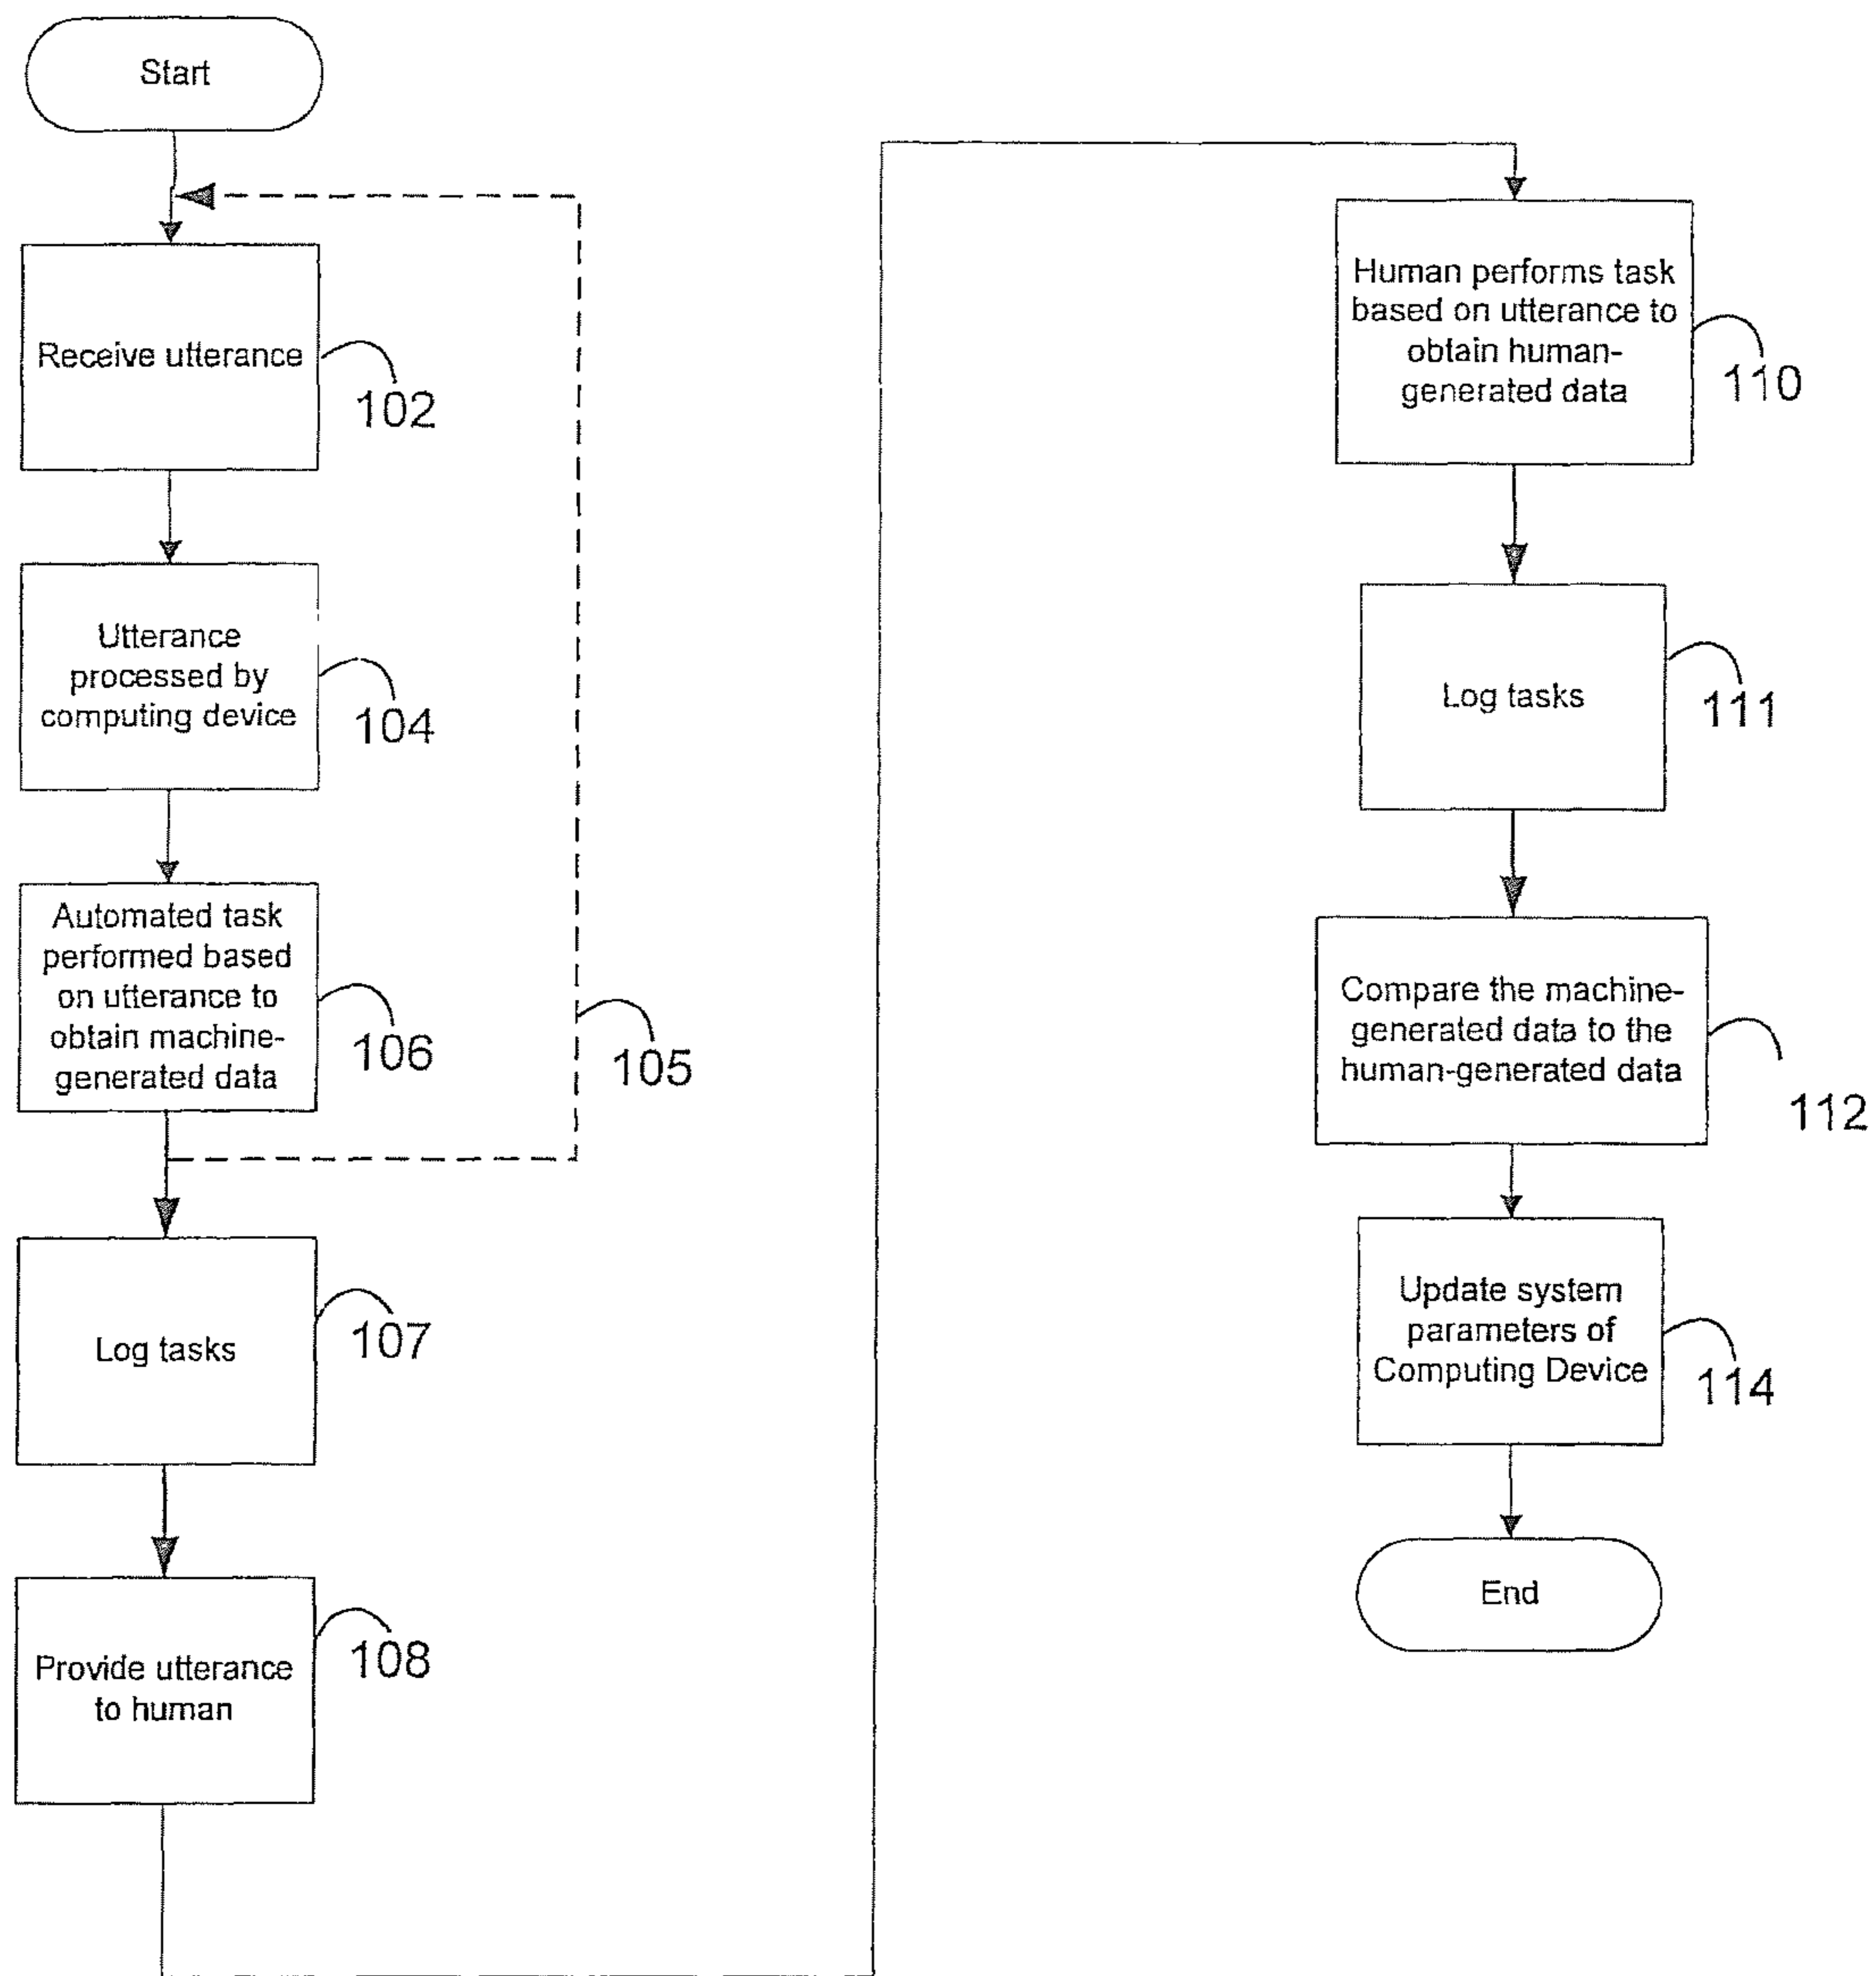 Start
Receive utterance
102
Utterance
processed by
computing device
104
Automated task
performed based
on utterance to
obtain machine-
generated data
106
105
Log tasks
107
Provide utterance
to human
108
Human performs task
based on utterance to
obtain human-
generated data
110
Log tasks
111
Compare the machine-
generated data to the
human-generated data
112
Update system
parameters of
Computing Device
114
End